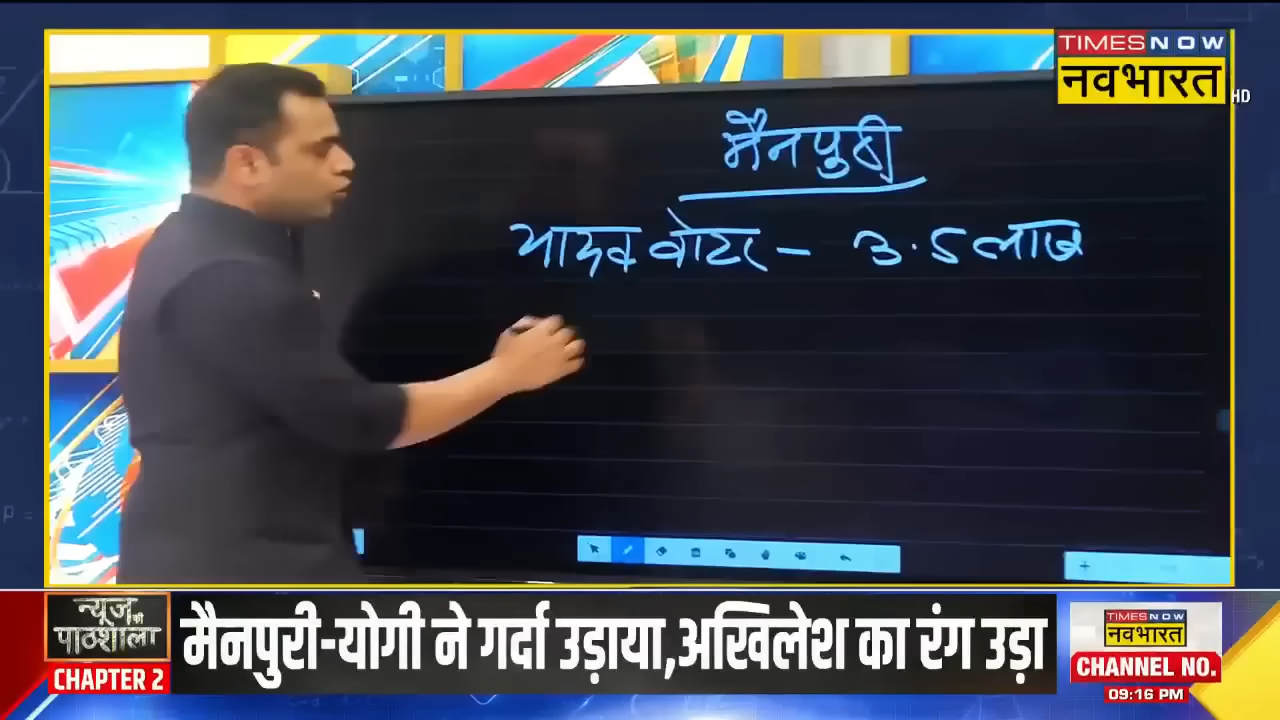 TIMES NOW
नवभारत
HD
मैनपुरी
यादव वोटर - 3.5 लाख
न्यूज की
पाठशाला
CHAPTER 2
मैनपुरी-योगी ने गर्दा उड़ाया,अखिलेश का रंग उड़ा
TIMES NOW
नवभारत
CHANNEL NO.
09:16 PM